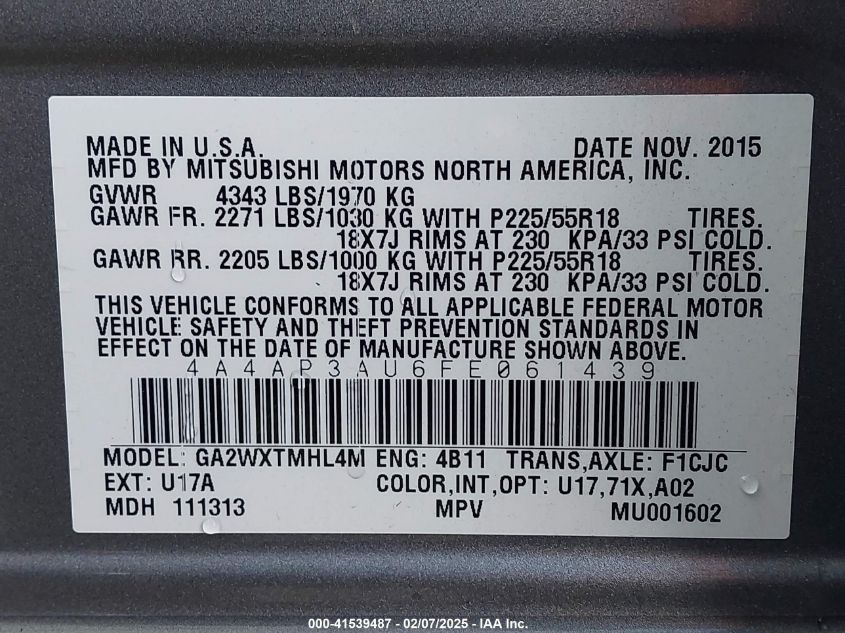 MADE IN U.S.A. DATE NOV. 2015
MFD BY MITSUBISHI MOTORS NORTH AMERICA, INC.
GVWR 4343 LBS/1970 KG
GAWR FR. 2271 LBS/1030 KG WITH P225/55R18 TIRES.
18X7J RIMS AT 230 KPA/33 PSI COLD.
GAWR RR. 2205 LBS/1000 KG WITH P225/55R18 TIRES.
18X7J RIMS AT 230 KPA/33 PSI COLD.
THIS VEHICLE CONFORMS TO ALL APPLICABLE FEDERAL MOTOR
VEHICLE SAFETY AND THEFT PREVENTION STANDARDS IN
EFFECT ON THE DATE OF MANUFACTURE SHOWN ABOVE.
4A4AP3AU6FE061439
MODEL: GA2WXTMHL4M ENG: 4B11 TRANS,AXLE: F1CJC
EXT: U17A COLOR,INT,OPT: U17,71X,A02
MDH 111313 MPV MU001602
000-41539487 - 02/07/2025 - IAA Inc.